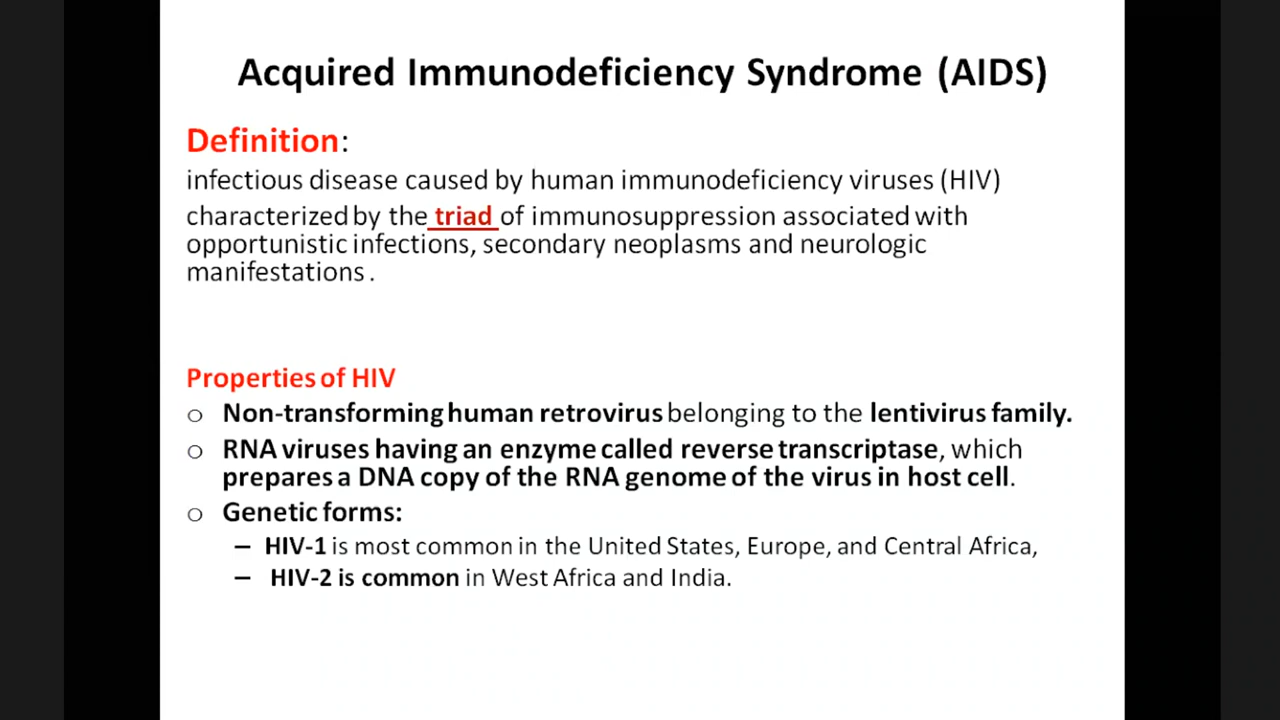 Acquired Immunodeficiency Syndrome (AIDS)
Definition:
infectious disease caused by human immunodeficiency viruses (HIV)
characterized by the triad of immunosuppression associated with
opportunistic infections, secondary neoplasms and neurologic
manifestations .
Properties of HIV
o Non-transforming human retrovirus belonging to the lentivirus family.
o RNA viruses having an enzyme called reverse transcriptase, which
prepares a DNA copy of the RNA genome of the virus in host cell.
o Genetic forms:
– HIV-1 is most common in the United States, Europe, and Central Africa,
– HIV-2 is common in West Africa and India.